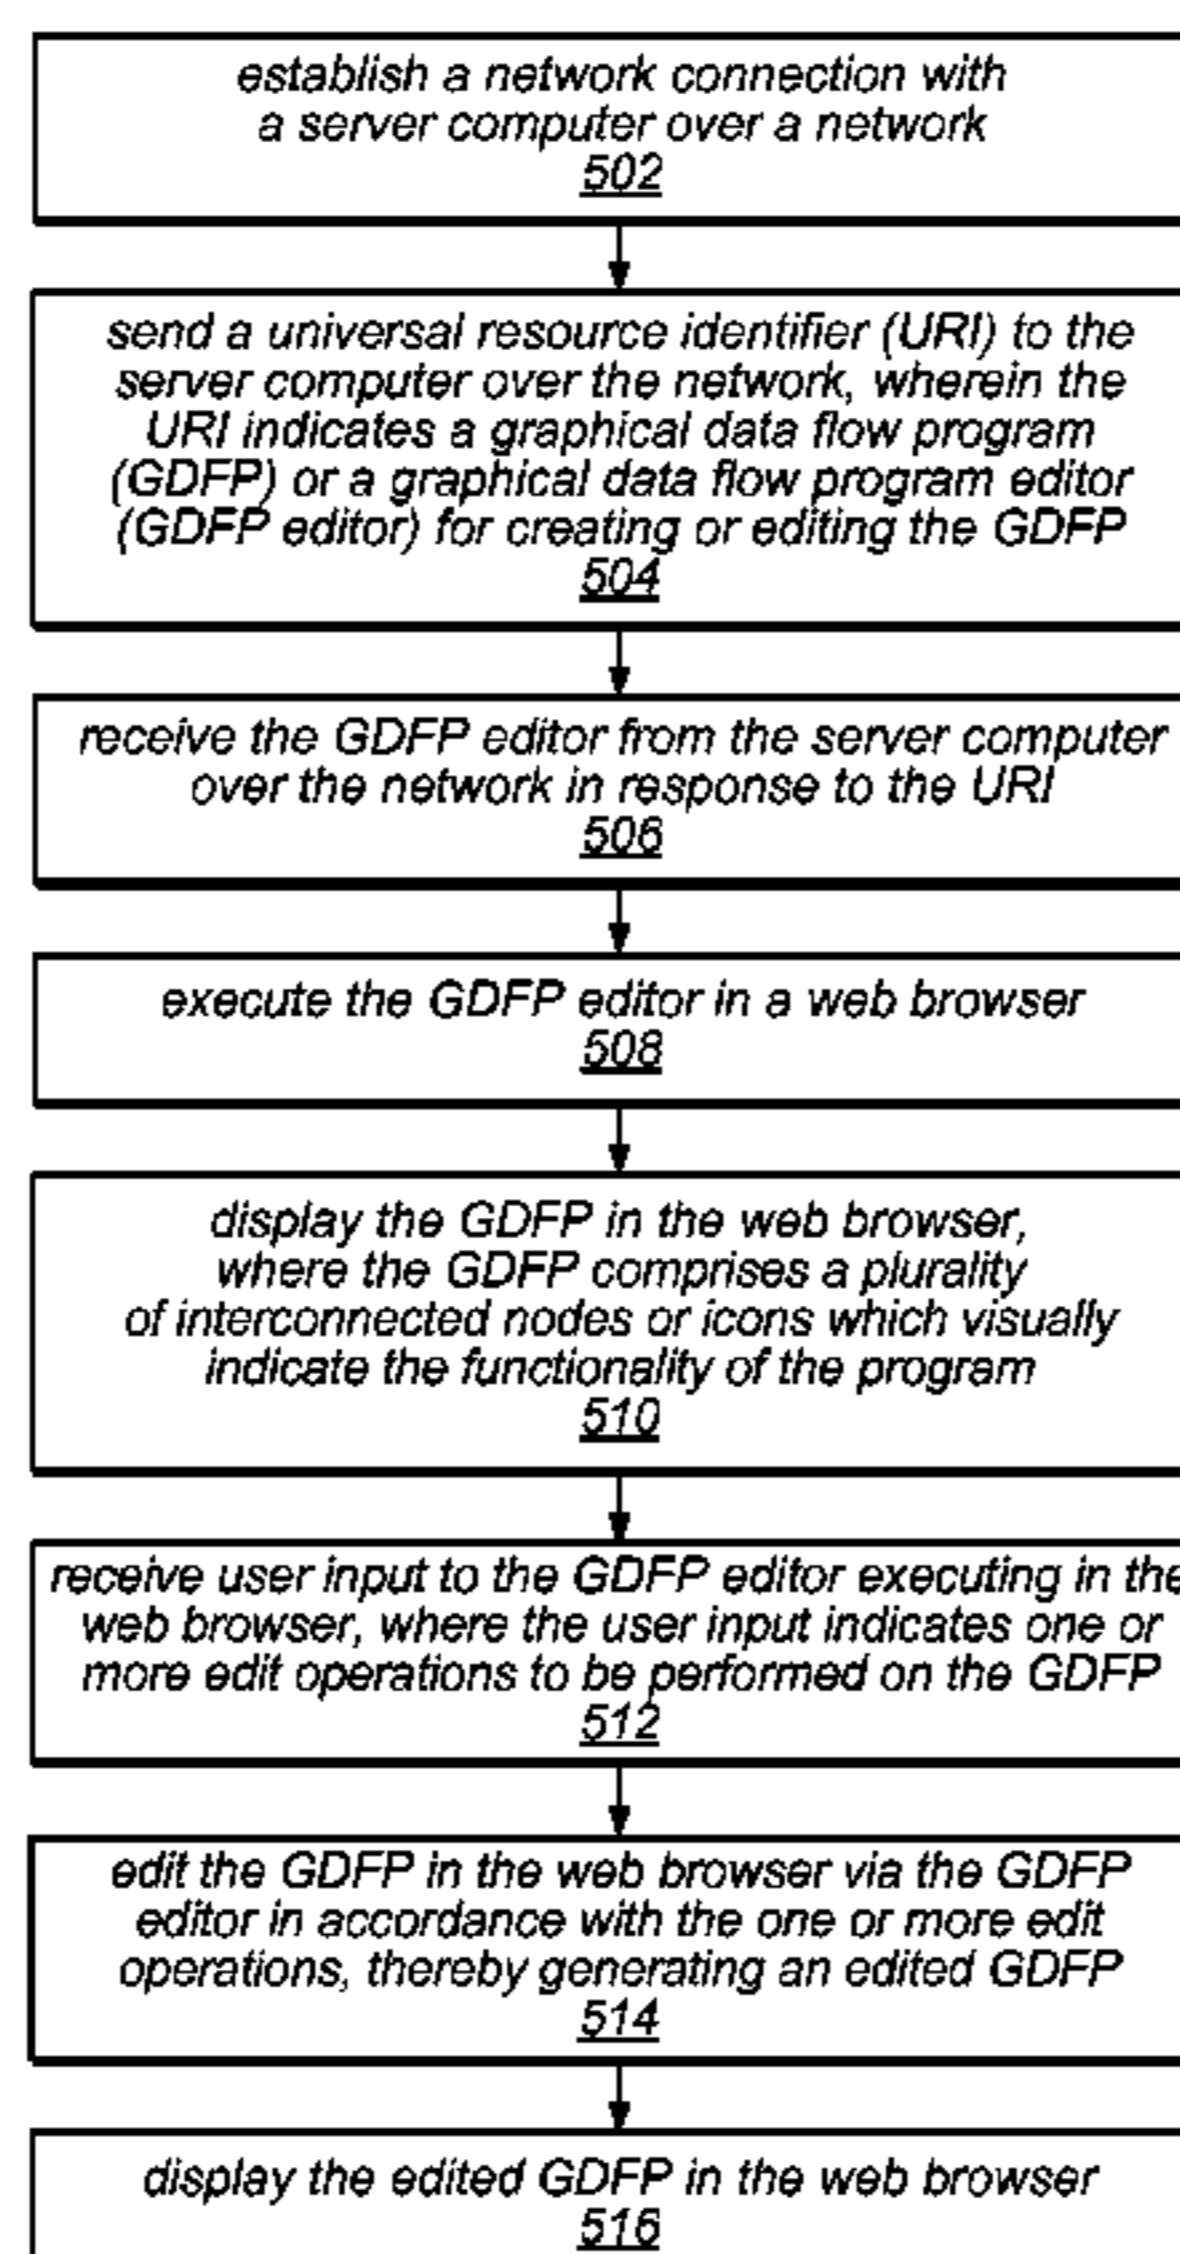 establish a network connection with
a server computer over a network
502
send a universal resource identifier (URI) to the
server computer over the network, wherein the
URI indicates a graphical data flow program
(GDFP) or a graphical data flow program editor
(GDFP editor) for creating or editing the GDFP
504
receive the GDFP editor from the server computer
over the network in response to the URI
506
execute the GDFP editor in a web browser
508
display the GDFP in the web browser,
where the GDFP comprises a plurality
of interconnected nodes or icons which visually
indicate the functionality of the program
510
receive user input to the GDFP editor executing in the
web browser, where the user input indicates one or
more edit operations to be performed on the GDFP
512
edit the GDFP in the web browser via the GDFP
editor in accordance with the one or more edit
operations, thereby generating an edited GDFP
514
display the edited GDFP in the web browser
516